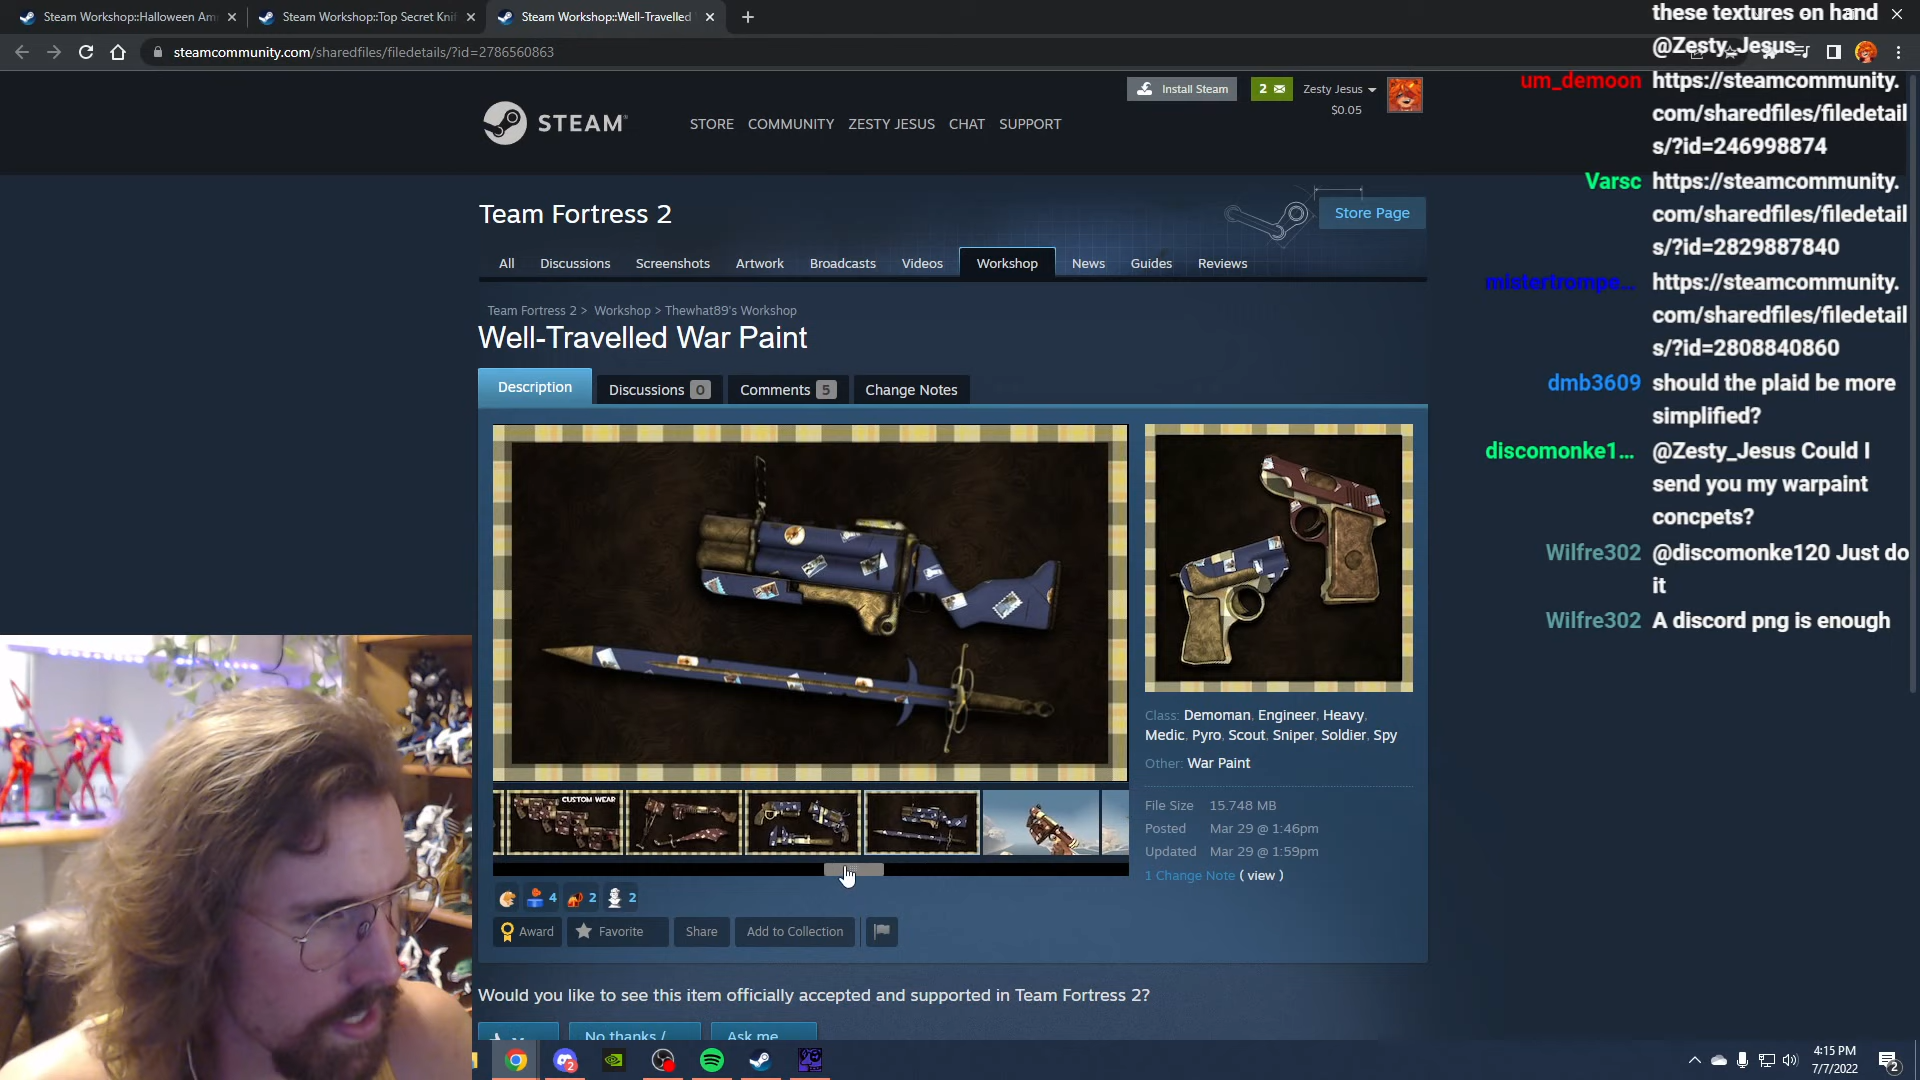 Steam Workshop::Halloween Am
Steam Workshop::Top Secret Knif
Steam Workshop::Well-Travelled
steamcommunity.com/sharedfiles/filedetails/?id=2786560863
Install Steam
2
Zesty Jesus
$0.05
STEAM
STORE COMMUNITY ZESTY JESUS CHAT SUPPORT
Team Fortress 2
Store Page
All Discussions Screenshots Artwork Broadcasts Videos Workshop News Guides Reviews
Team Fortress 2 > Workshop > Thewhat89's Workshop
Well-Travelled War Paint
Description Discussions 0 Comments 5 Change Notes
CUSTOM WEAR
Class: Demoman, Engineer, Heavy,
Medic, Pyro, Scout, Sniper, Soldier, Spy
Other: War Paint
File Size 15.748 MB
Posted Mar 29 @ 1:46pm
Updated Mar 29 @ 1:59pm
1 Change Note ( view )
4 2 2
Award Favorite Share Add to Collection
Would you like to see this item officially accepted and supported in Team Fortress 2?
No thanks / Ask me
these textures on hand
@Zesty_Jesus
um_demoon https://steamcommunity.
com/sharedfiles/filedetail
s/?id=246998874
Varsc https://steamcommunity.
com/sharedfiles/filedetail
s/?id=2829887840
mistertrompe... https://steamcommunity.
com/sharedfiles/filedetail
s/?id=2808840860
dmb3609 should the plaid be more
simplified?
discomonke1... @Zesty_Jesus Could I
send you my warpaint
concpets?
Wilfre302 @discomonke120 Just do
it
Wilfre302 A discord png is enough
4:15 PM
7/7/2022
2